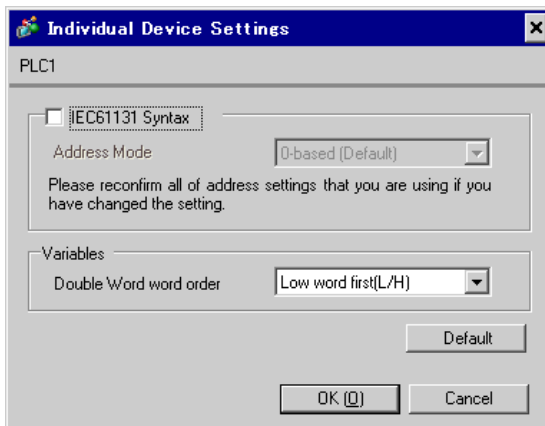 Individual Device Settings
PLC1
IEC61131 Syntax
Address Mode
0-based (Default)
Please reconfirm all of address settings that you are using if you
have changed the setting.
Variables
Double Word word order
Low word first(L/H)
Default
OK (O)
Cancel